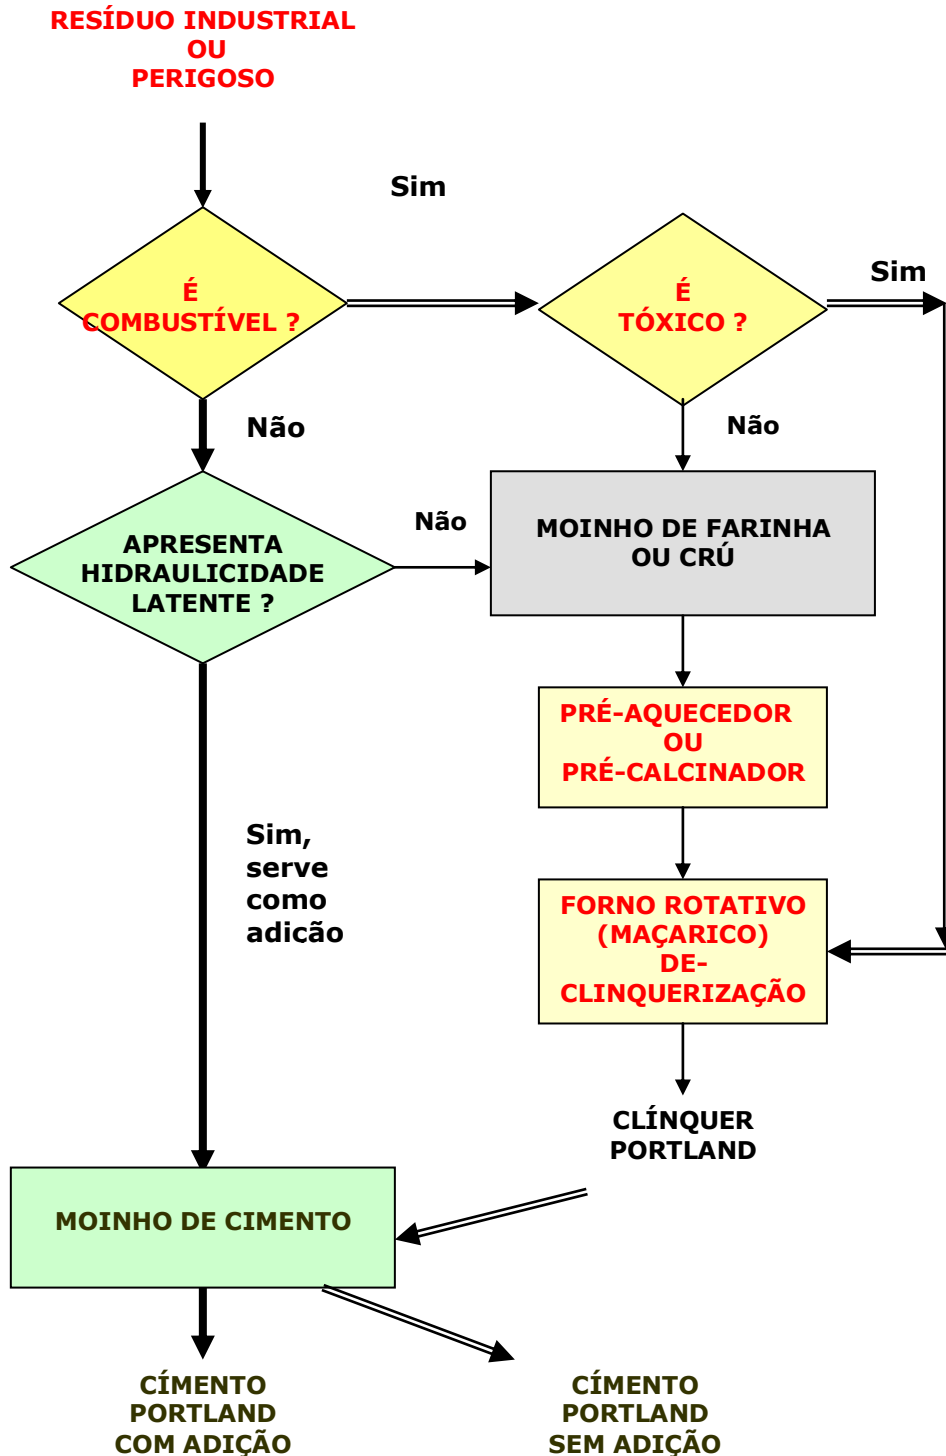 RESÍDUO INDUSTRIAL
OU
PERIGOSO
Sim
É
COMBUSTÍVEL ?
É
TÓXICO ?
Sim
Não
Não
APRESENTA
HIDRAULICIDADE
LATENTE ?
Não
MOINHO DE FARINHA
OU CRÚ
PRÉ-AQUECEDOR
OU
PRÉ-CALCINADOR
Sim,
serve
como
adicão
FORNO ROTATIVO
(MAÇARICO)
DE-
CLINQUERIZAÇÃO
CLÍNQUER
PORTLAND
MOINHO DE CIMENTO
CÍMENTO
PORTLAND
COM ADIÇÃO
CÍMENTO
PORTLAND
SEM ADIÇÃO